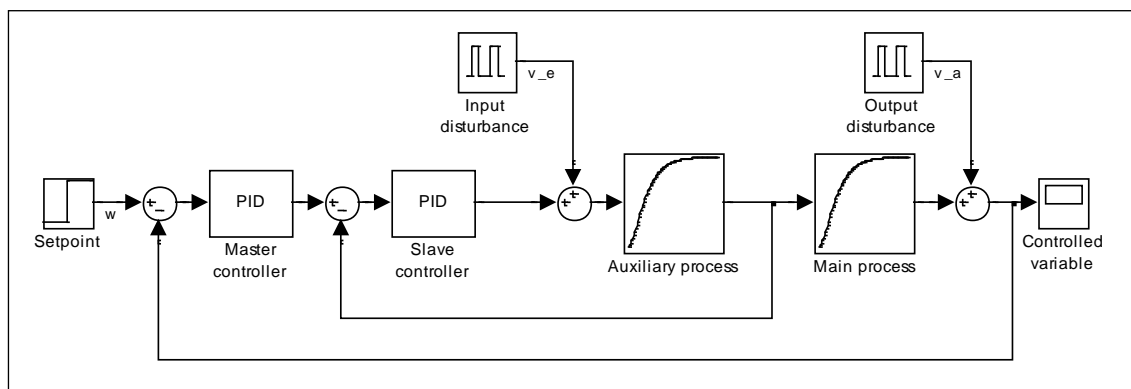 v_e
v_a
Input
disturbance
Output
disturbance
PID
PID
w
Setpoint
Master
controller
Slave
controller
Auxiliary process
Main process
Controlled
variable